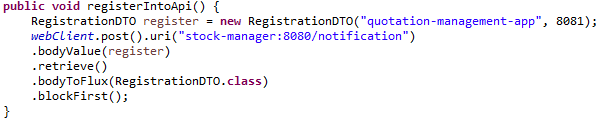 public void registerIntoApi() {
    RegistrationDTO register = new RegistrationDTO("quotation-management-app", 8081);
    webClient.post().uri("stock-manager:8080/notification")
    .bodyValue(register)
    .retrieve()
    .bodyToFlux(RegistrationDTO.class)
    .blockFirst();
}